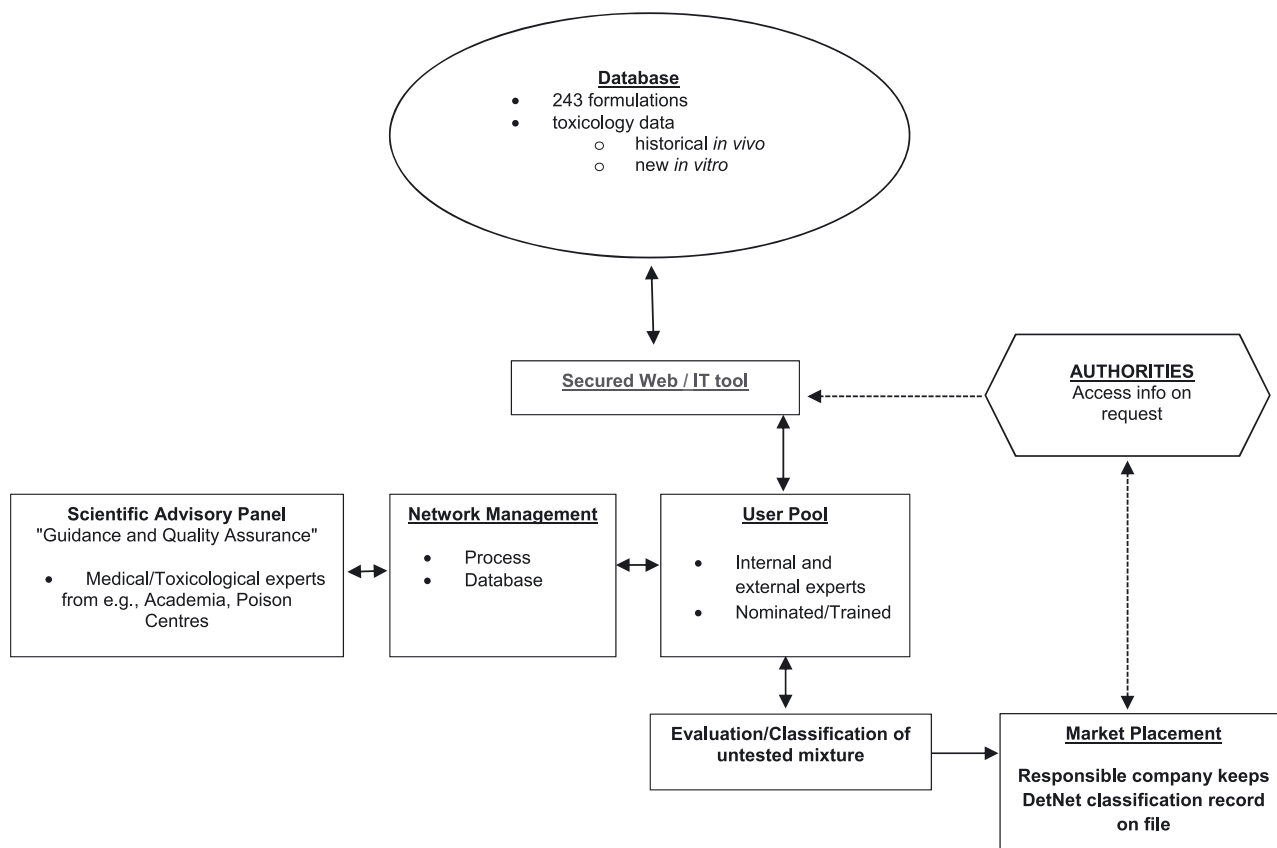 Database
• 243 formulations
• toxicology data
o historical in vivo
o new in vitro
Secured Web / IT tool
AUTHORITIES
Access info on
request
Scientific Advisory Panel
"Guidance and Quality Assurance"
• Medical/Toxicological experts
from e.g., Academia, Poison
Centres
Network Management
• Process
• Database
User Pool
• Internal and
external experts
• Nominated/Trained
Evaluation/Classification of
untested mixture
Market Placement
Responsible company keeps
DetNet classification record
on file